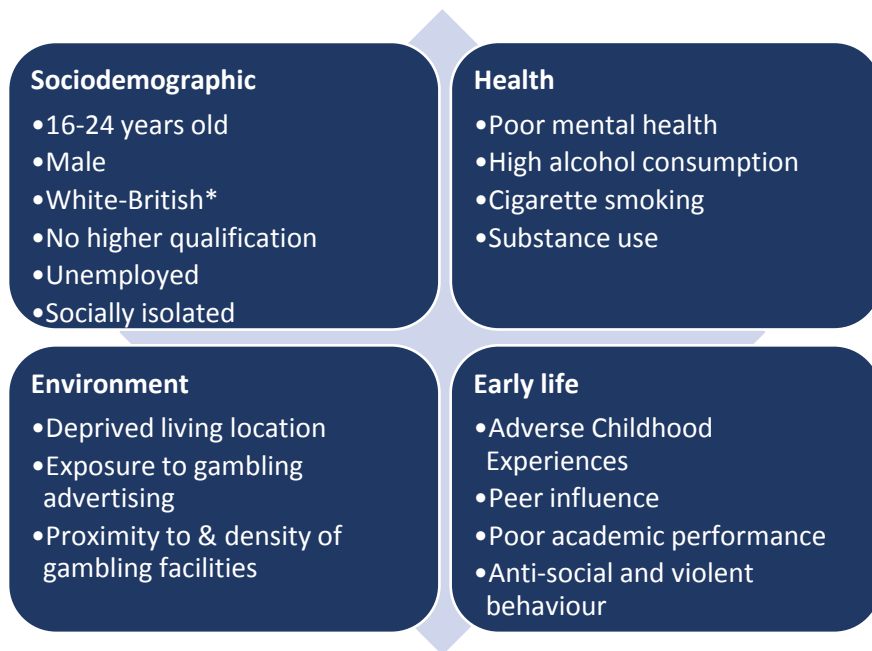 Sociodemographic
•16-24 years old
•Male
•White-British*
•No higher qualification
•Unemployed
•Socially isolated
Health
•Poor mental health
•High alcohol consumption
•Cigarette smoking
•Substance use
Environment
•Deprived living location
•Exposure to gambling
advertising
•Proximity to & density of
gambling facilities
Early life
•Adverse Childhood
Experiences
•Peer influence
•Poor academic performance
•Anti-social and violent
behaviour